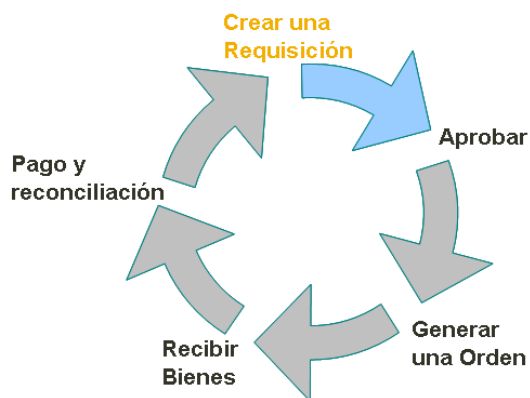 Crear una
Requisición
Aprobar
Generar
una Orden
Recibir
Bienes
Pago y
reconciliación